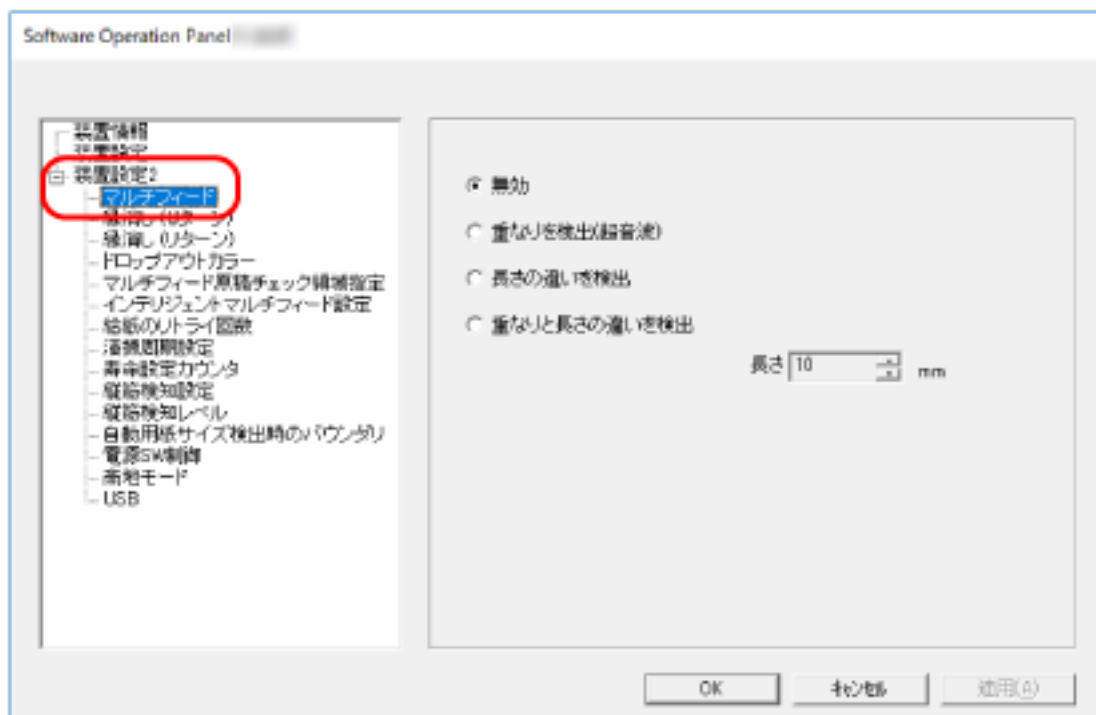 Software Operation Panel
装置情報
装置設定
装置設定2
マルチフィード
縁消し(Uターン)
縁消し(リターン)
ドロップアウトカラー
マルチフィード原稿チェック領域指定
インテリジェントマルチフィード設定
給紙のリトライ回数
清掃周期設定
寿命設定カウンタ
縦筋検知設定
縦筋検知レベル
自動用紙サイズ検出時のバウンダリ
電源SW制御
高地モード
USB
無効
重なりを検出(超音波)
長さの違いを検出
重なりと長さの違いを検出
長さ 10 mm
OK
キャンセル
適用(A)